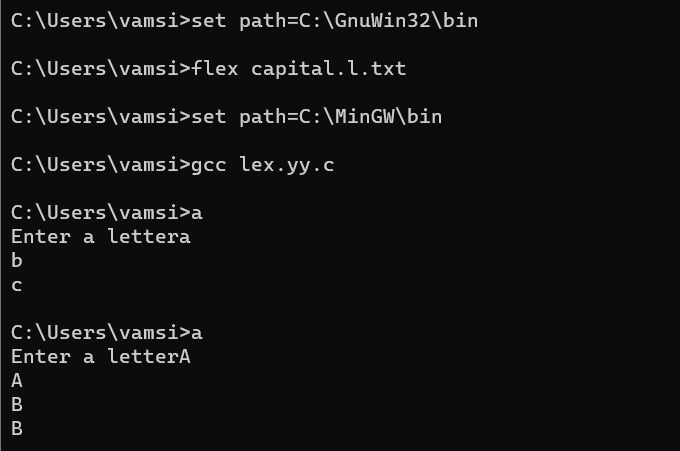 C:\Users\vamsi>set path=C:\GnuWin32\bin
C:\Users\vamsi>flex capital.l.txt
C:\Users\vamsi>set path=C:\MinGW\bin
C:\Users\vamsi>gcc lex.yy.c
C:\Users\vamsi>a
Enter a lettera
b
c
C:\Users\vamsi>a
Enter a letterA
A
B
B